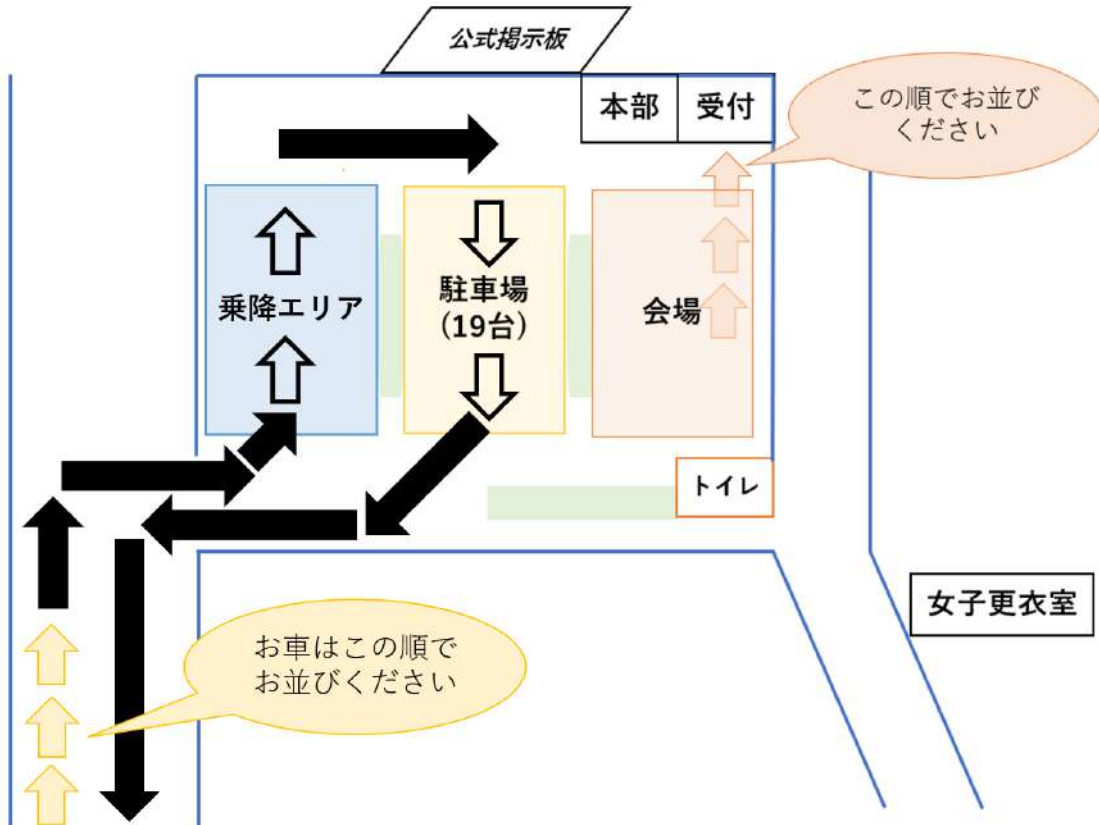 公式掲示板
本部
受付
この順でお並び
ください
乗降エリア
駐車場
(19台)
会場
トイレ
女子更衣室
お車はこの順で
お並びください